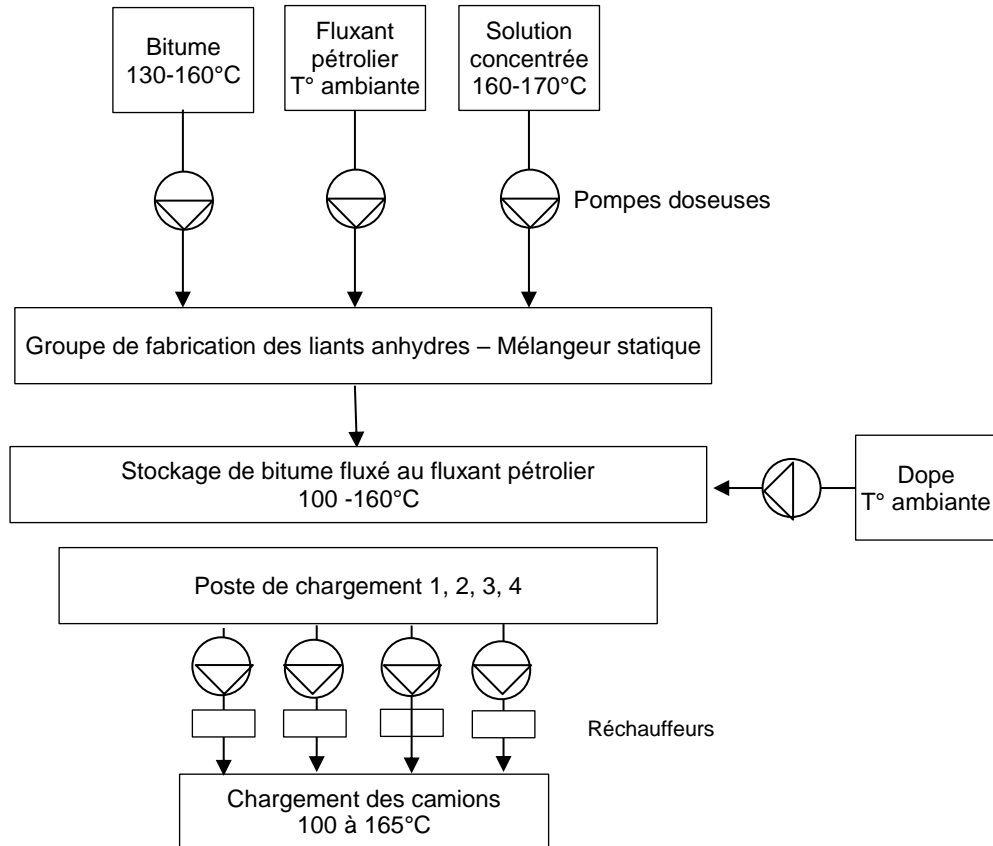 Bitume
130-160°C
Fluxant
pétrolier
T° ambiante
Solution
concentrée
160-170°C
Pompes doseuses
Groupe de fabrication des liants anhydres – Mélangeur statique
Stockage de bitume fluxé au fluxant pétrolier
100 -160°C
Dope
T° ambiante
Poste de chargement 1, 2, 3, 4
Réchauffeurs
Chargement des camions
100 à 165°C